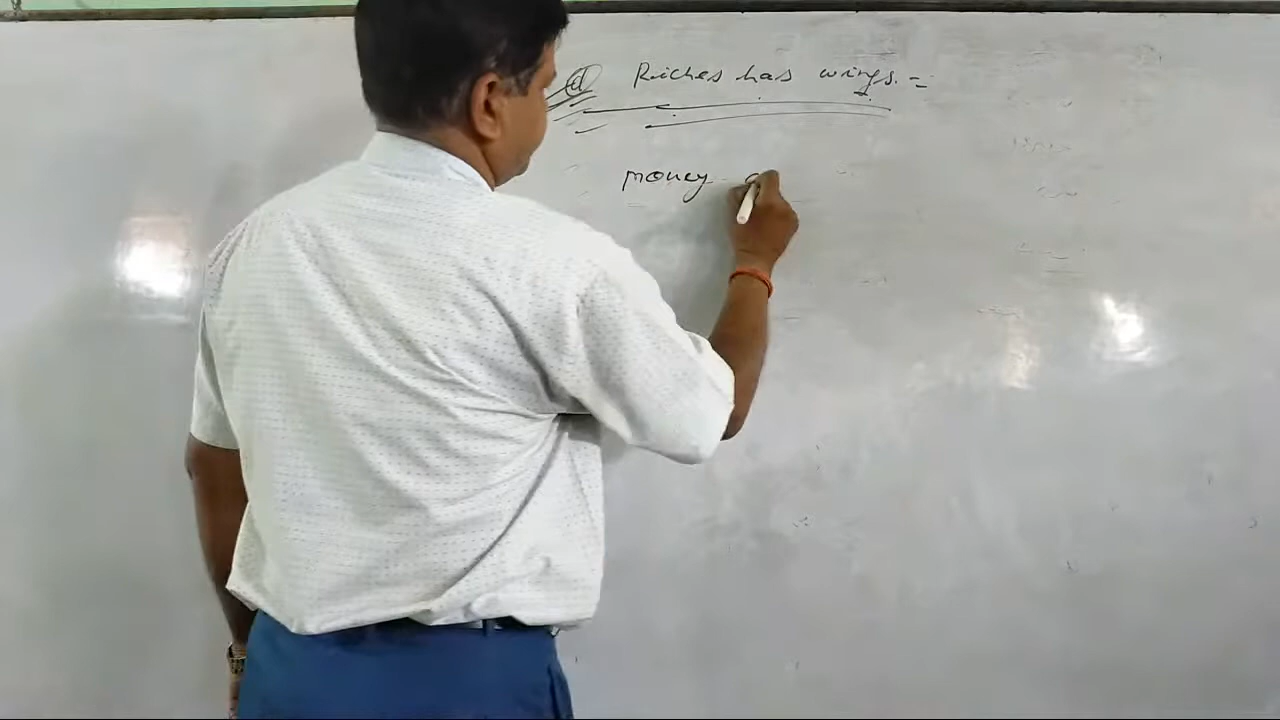 (d) Riches has wings. =
money